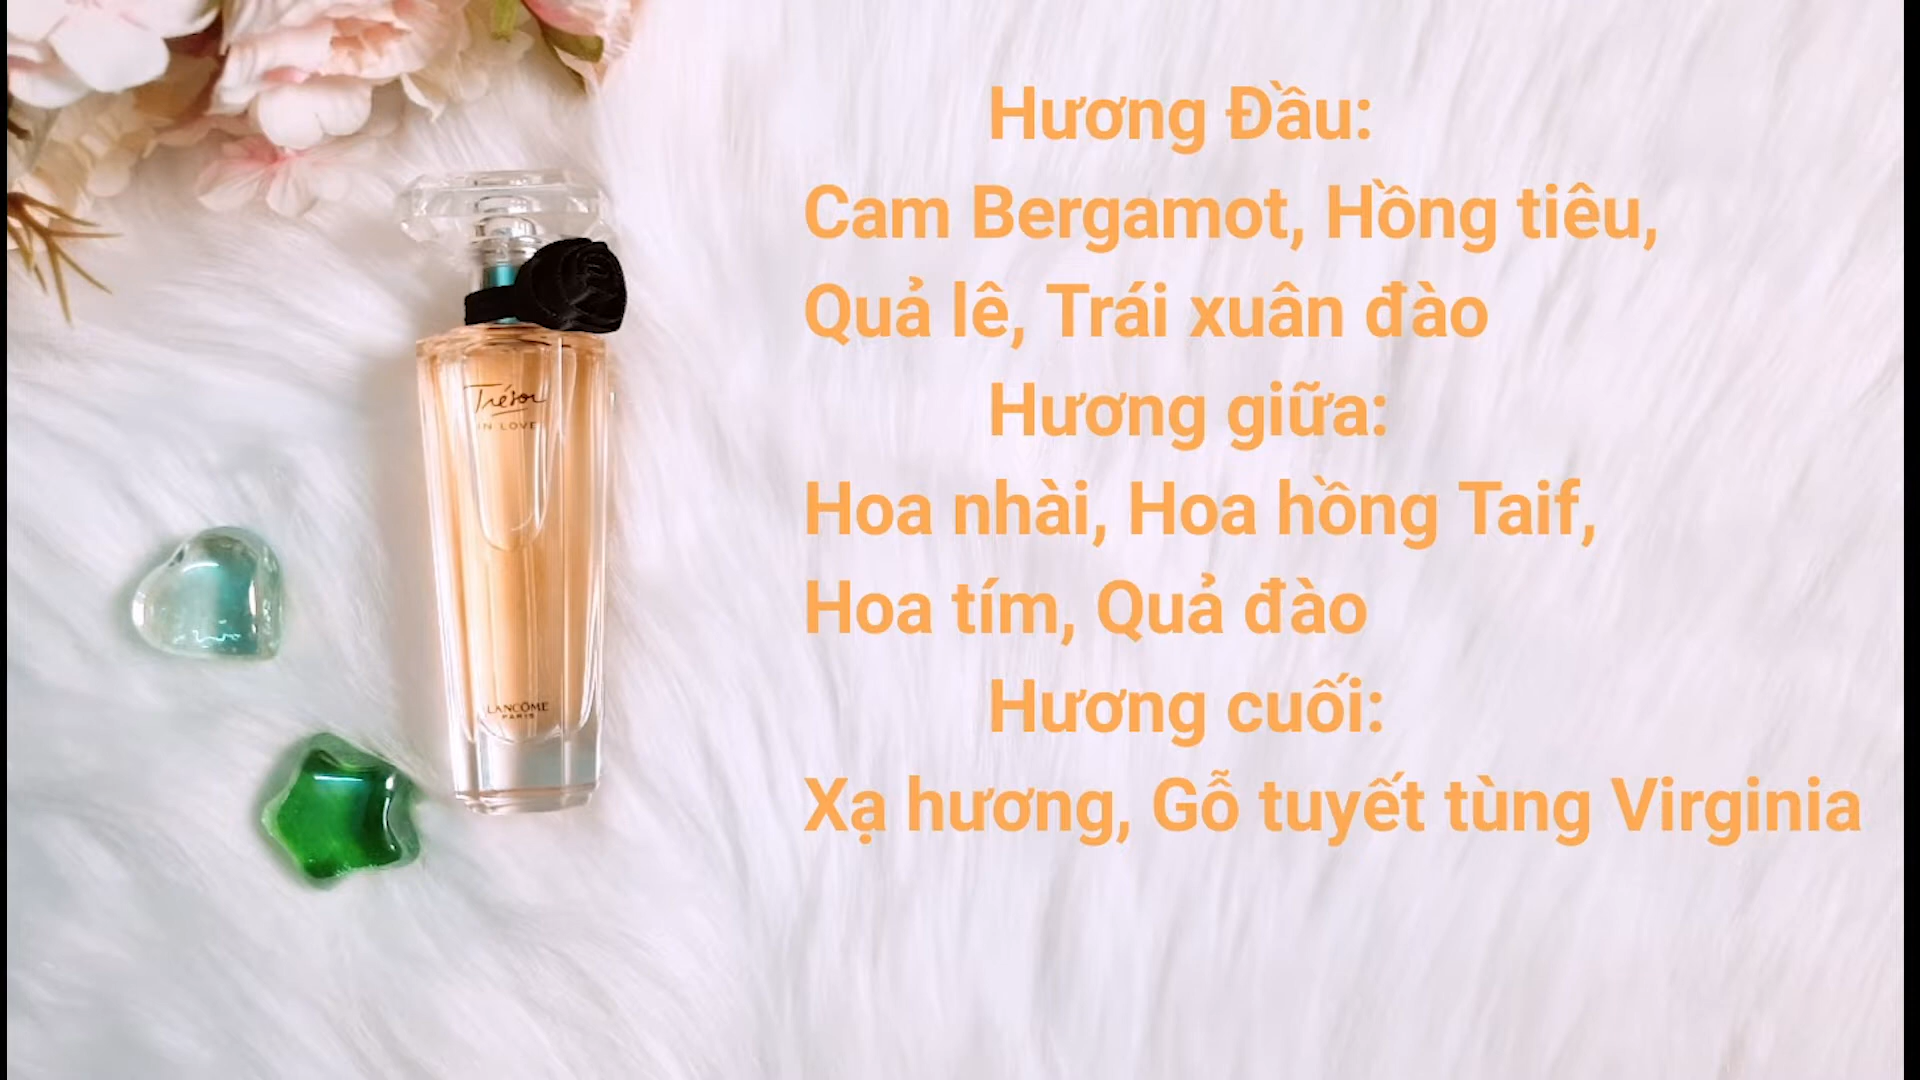 Hương Đầu:
Cam Bergamot, Hồng tiêu,
Quả lê, Trái xuân đào
Hương giữa:
Hoa nhài, Hoa hồng Taif,
Hoa tím, Quả đào
Hương cuối:
Xạ hương, Gỗ tuyết tùng Virginia
Trésor
IN LOVE
LANCÔME
PARIS